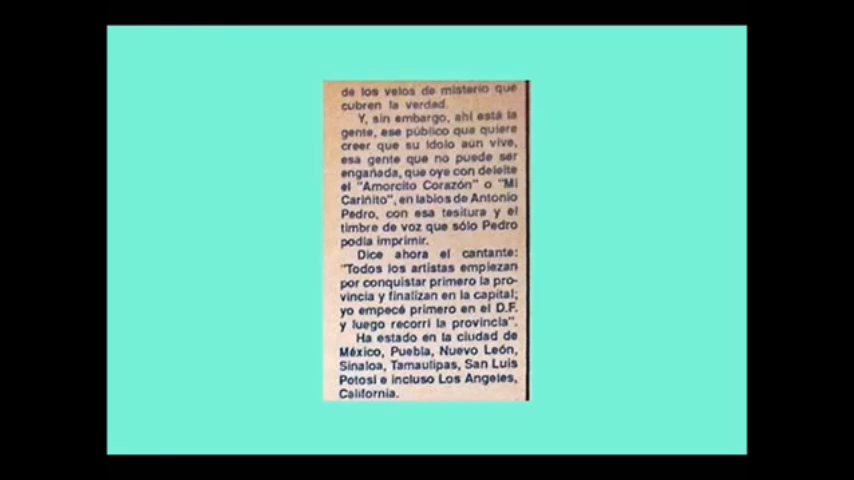 de los velos de misterio que
cubren la verdad.
Y, sin embargo, ahí está la
gente, ese público que quiere
creer que su ídolo aún vive,
esa gente que no puede ser
engañada, que oye con deleite
el "Amorcito Corazón" o "Mi
Cariñito", en labios de Antonio
Pedro, con esa tesitura y el
timbre de voz que sólo Pedro
podía imprimir.
Dice ahora el cantante:
"Todos los artistas empiezan
por conquistar primero la pro-
vincia y finalizan en la capital;
yo empecé primero en el D.F.
y luego recorrí la provincia".
Ha estado en la ciudad de
México, Puebla, Nuevo León,
Sinaloa, Tamaulipas, San Luis
Potosí e incluso Los Angeles,
California.